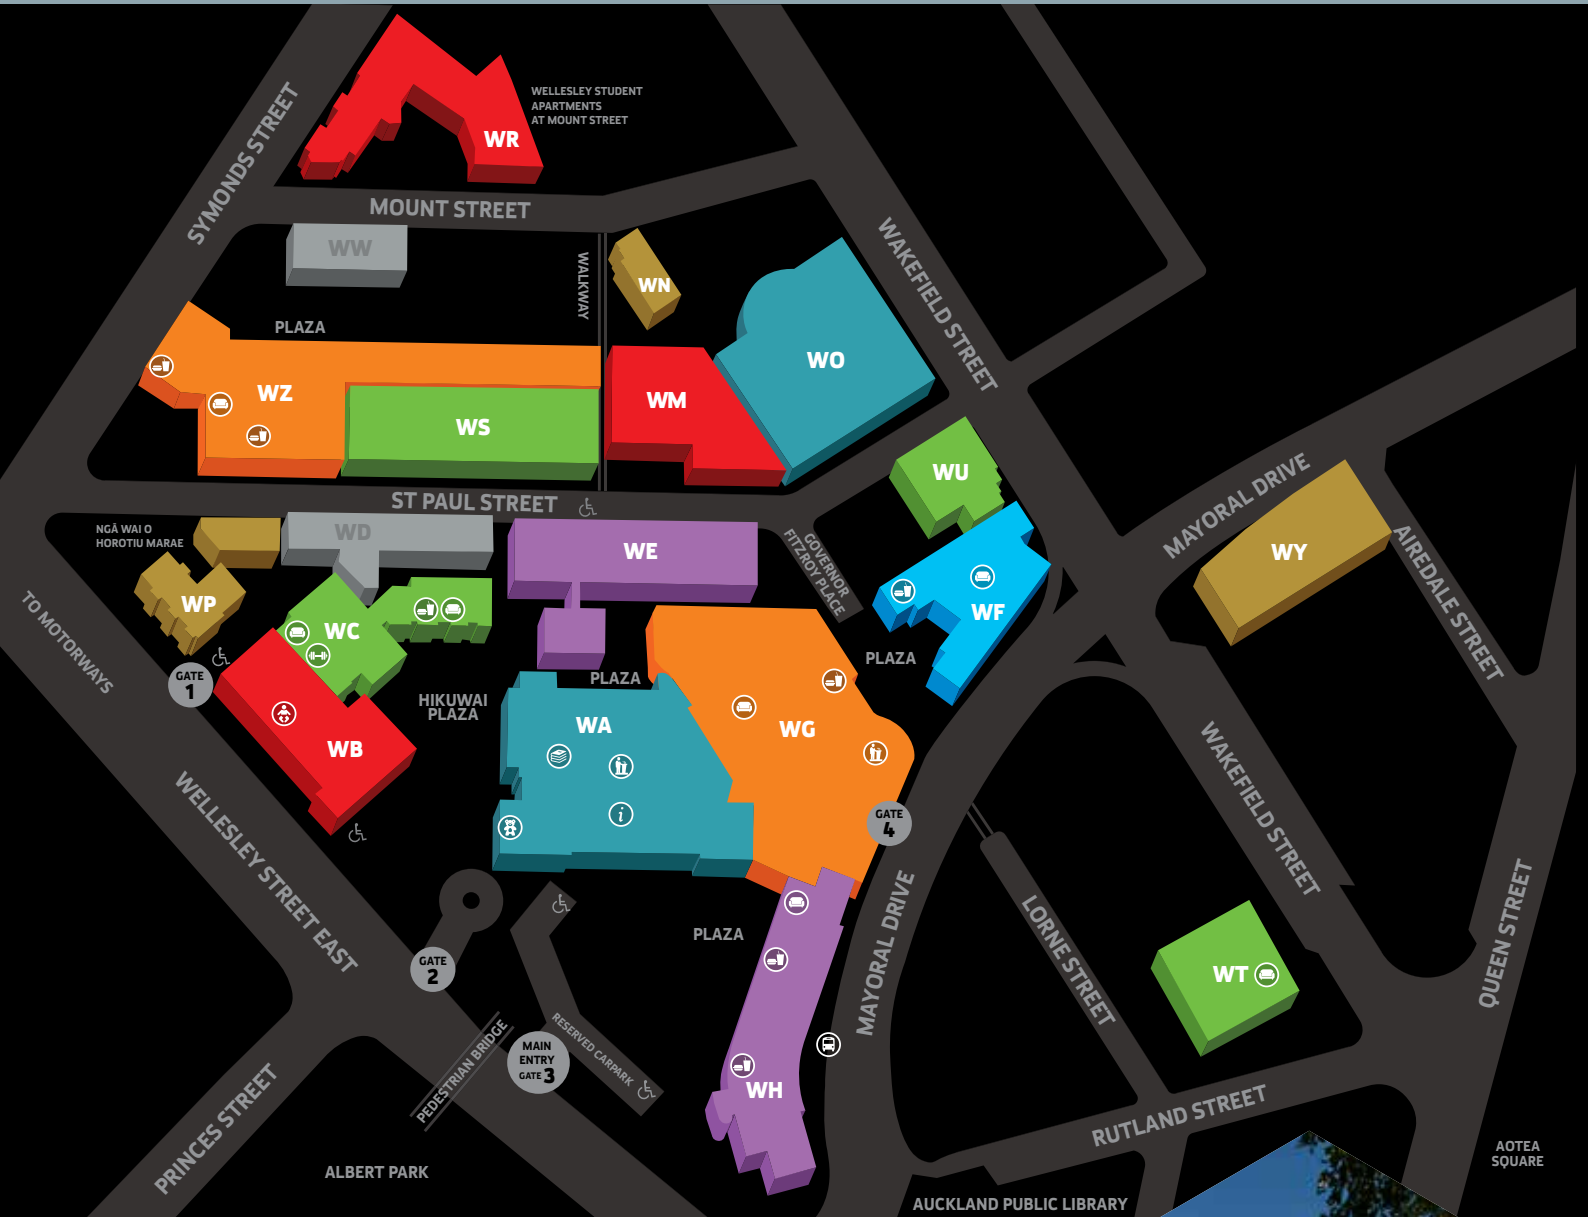 WELLESLEY STUDENT
APARTMENTS
AT MOUNT STREET
WR
SYMONDS STREET
MOUNT STREET
WW
WALKWAY
WN
WAKEFIELD STREET
PLAZA
WO
WZ
WM
WS
WU
MAYORAL DRIVE
ST PAUL STREET
NGĀ WAI O
HOROTIU MARAE
WD
WE
GOVERNOR
FITZROY PLACE
WY
AIREDALE STREET
TO MOTORWAYS
WP
WC
WF
PLAZA
GATE
1
HIKUWAI
PLAZA
PLAZA
WA
WG
WB
WELLESLEY STREET EAST
WAKEFIELD STREET
GATE
4
MAYORAL DRIVE
LORNE STREET
QUEEN STREET
PLAZA
GATE
2
WT
PEDESTRIAN BRIDGE
MAIN
ENTRY
GATE 3
RESERVED CARPARK
WH
PRINCES STREET
RUTLAND STREET
ALBERT PARK
AOTEA
SQUARE
AUCKLAND PUBLIC LIBRARY
i